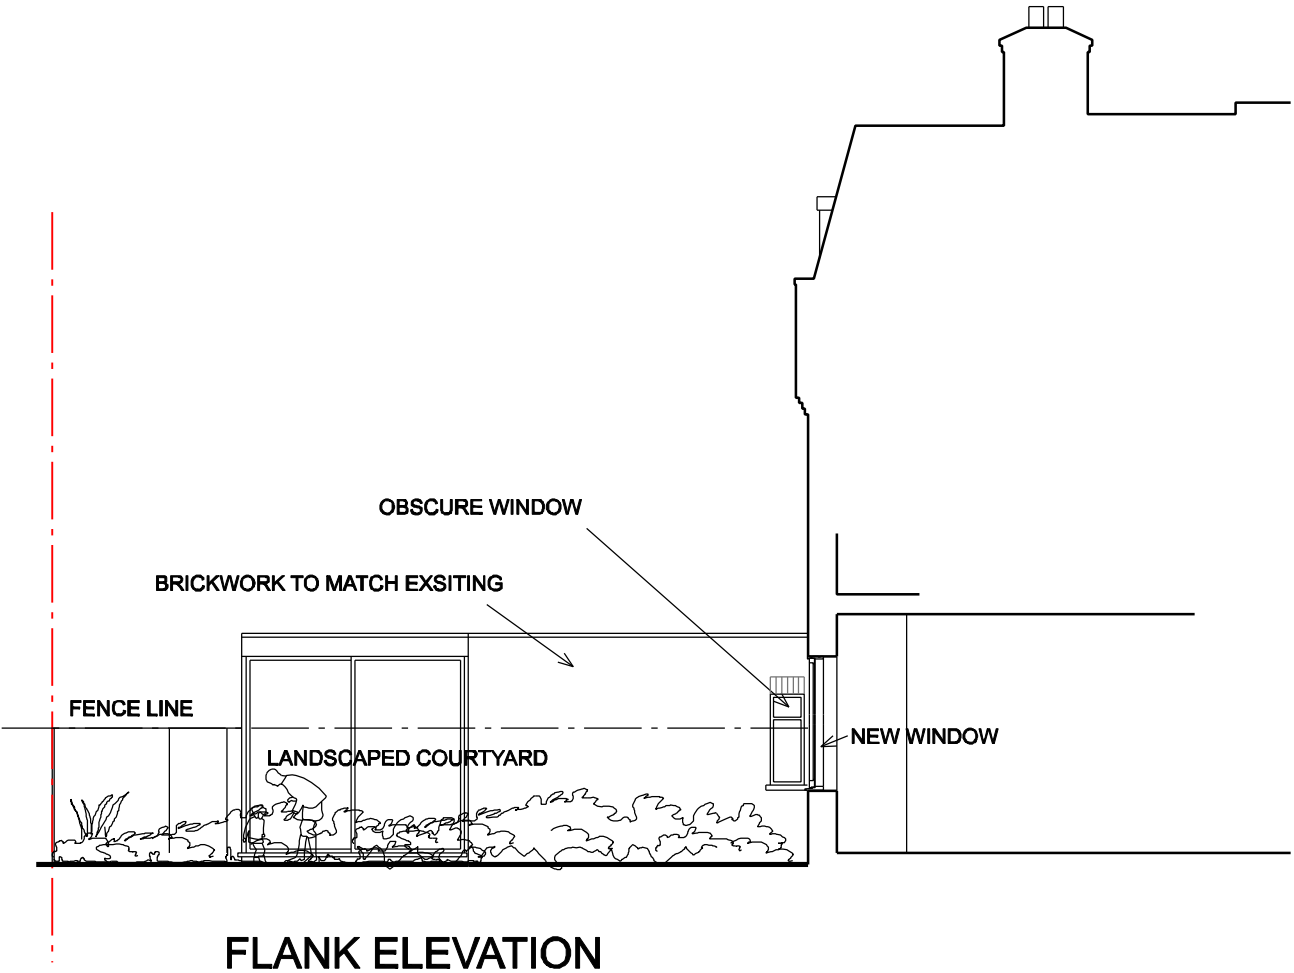 OBSCURE WINDOW
BRICKWORK TO MATCH EXSITING
FENCE LINE
NEW WINDOW
LANDSCAPED COURTYARD
FLANK ELEVATION